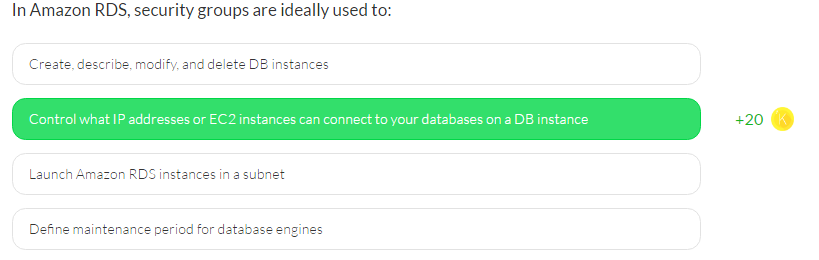 In Amazon RDS, security groups are ideally used to:
Create, describe, modify, and delete DB instances
Control what IP addresses or EC2 instances can connect to your databases on a DB instance
+20
Launch Amazon RDS instances in a subnet
Define maintenance period for database engines